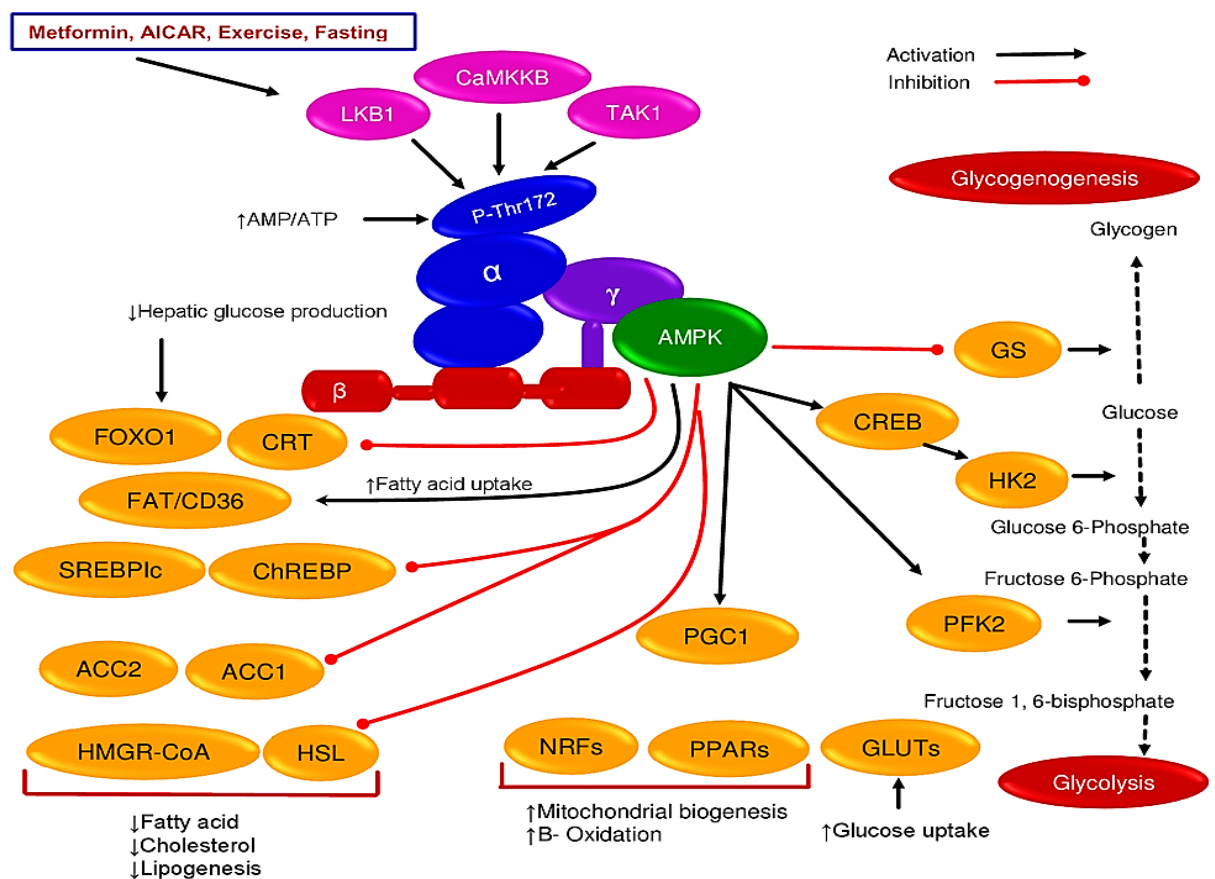 Metformin, AICAR, Exercise, Fasting
Activation
Inhibition
CaMKKB
LKB1
TAK1
P-Thr172
↑AMP/ATP
α
γ
β
AMPK
Glycogenogenesis
Glycogen
GS
Glucose
CREB
HK2
Glucose 6-Phosphate
Fructose 6-Phosphate
PFK2
Fructose 1, 6-bisphosphate
Glycolysis
↓Hepatic glucose production
FOXO1
CRT
FAT/CD36
↑Fatty acid uptake
SREBPIc
ChREBP
ACC2
ACC1
HMGR-CoA
HSL
↓Fatty acid
↓Cholesterol
↓Lipogenesis
PGC1
NRFs
PPARs
GLUTs
↑Mitochondrial biogenesis
↑B- Oxidation
↑Glucose uptake